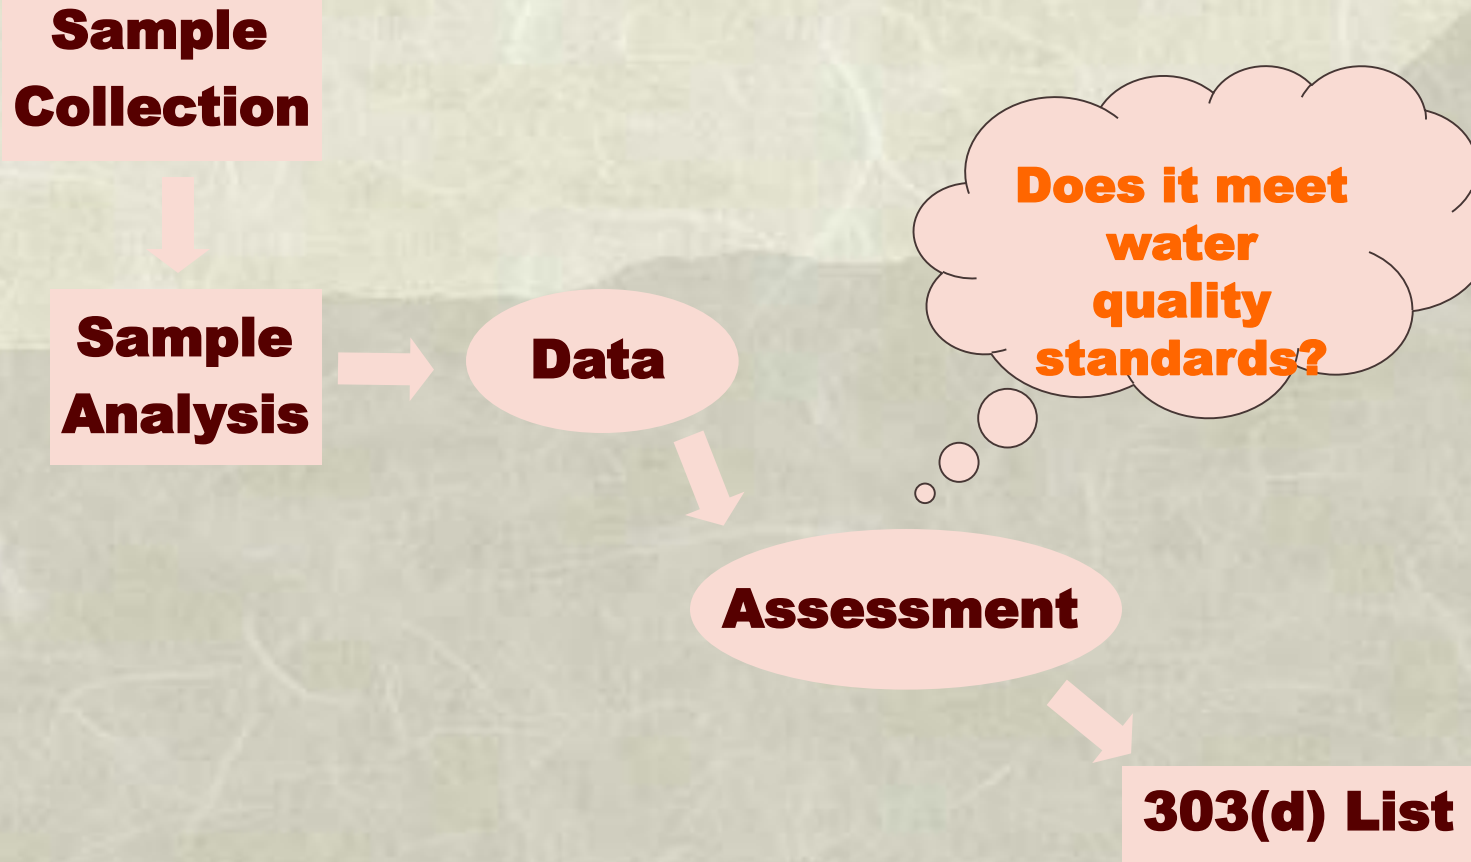 Sample
Collection
Sample
Analysis
Data
Does it meet
water
quality
standards?
Assessment
303(d) List